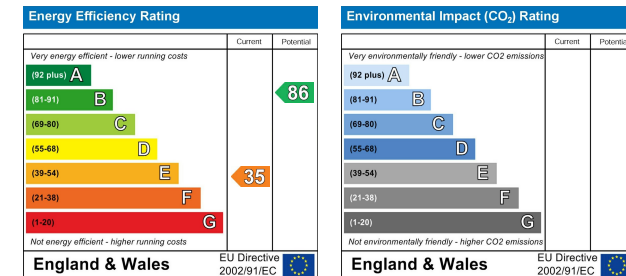 Energy Efficiency Rating
Current Potential
Very energy efficient - lower running costs
(92 plus) A
(81-91) B
86
(69-80) C
(55-68) D
(39-54) E
35
(21-38) F
(1-20) G
Not energy efficient - higher running costs
England & Wales
EU Directive
2002/91/EC
Environmental Impact (CO₂) Rating
Current Potential
Very environmentally friendly - lower CO2 emissions
(92 plus) A
(81-91) B
(69-80) C
(55-68) D
(39-54) E
(21-38) F
(1-20) G
Not environmentally friendly - higher CO2 emissions
England & Wales
EU Directive
2002/91/EC